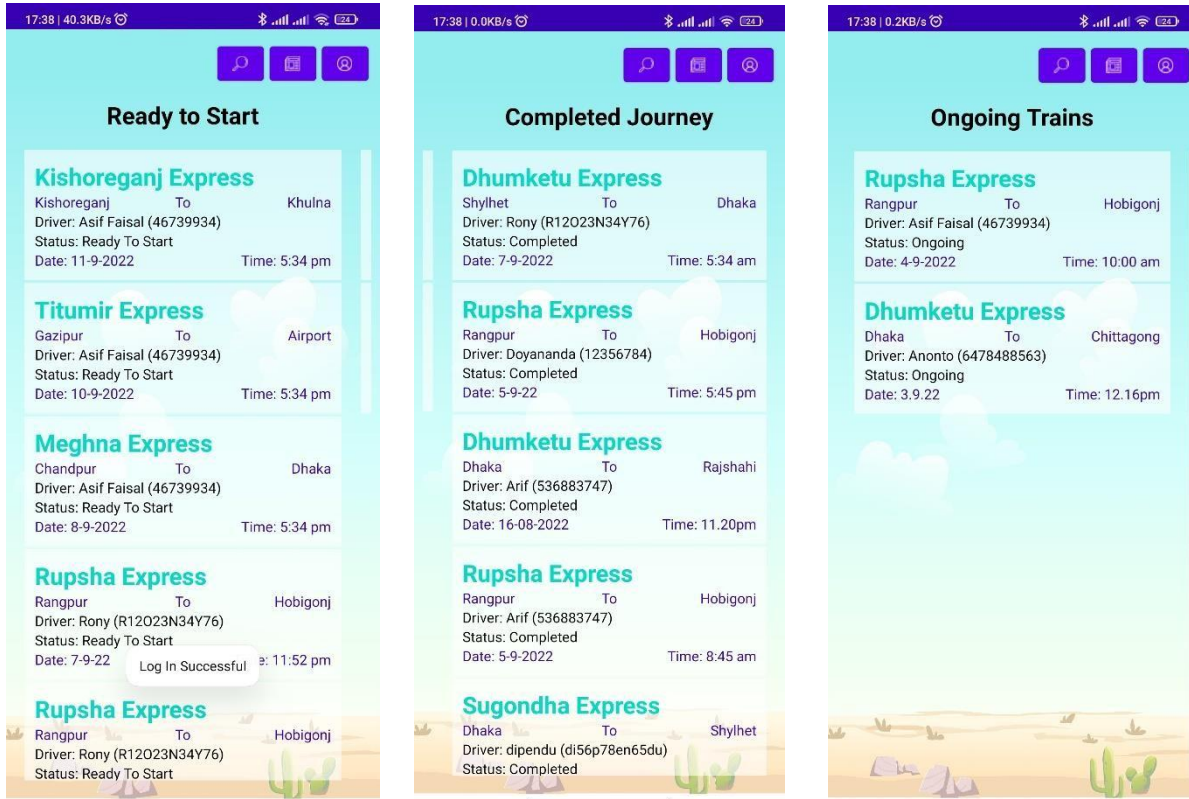 17:38 | 40.3KB/s 24
Ready to Start
Kishoreganj Express
Kishoreganj To Khulna
Driver: Asif Faisal (46739934)
Status: Ready To Start
Date: 11-9-2022 Time: 5:34 pm
Titumir Express
Gazipur To Airport
Driver: Asif Faisal (46739934)
Status: Ready To Start
Date: 10-9-2022 Time: 5:34 pm
Meghna Express
Chandpur To Dhaka
Driver: Asif Faisal (46739934)
Status: Ready To Start
Date: 8-9-2022 Time: 5:34 pm
Rupsha Express
Rangpur To Hobigonj
Driver: Rony (R12O23N34Y76)
Status: Ready To Start
Date: 7-9-22 e: 11:52 pm
Log In Successful
Rupsha Express
Rangpur To Hobigonj
Driver: Rony (R12O23N34Y76)
Status: Ready To Start
17:38 | 0.0KB/s 24
Completed Journey
Dhumketu Express
Shylhet To Dhaka
Driver: Rony (R12O23N34Y76)
Status: Completed
Date: 7-9-2022 Time: 5:34 am
Rupsha Express
Rangpur To Hobigonj
Driver: Doyananda (12356784)
Status: Completed
Date: 5-9-22 Time: 5:45 pm
Dhumketu Express
Dhaka To Rajshahi
Driver: Arif (536883747)
Status: Completed
Date: 16-08-2022 Time: 11.20pm
Rupsha Express
Rangpur To Hobigonj
Driver: Arif (536883747)
Status: Completed
Date: 5-9-2022 Time: 8:45 am
Sugondha Express
Dhaka To Shylhet
Driver: dipendu (di56p78en65du)
Status: Completed
17:38 | 0.2KB/s 24
Ongoing Trains
Rupsha Express
Rangpur To Hobigonj
Driver: Asif Faisal (46739934)
Status: Ongoing
Date: 4-9-2022 Time: 10:00 am
Dhumketu Express
Dhaka To Chittagong
Driver: Anonto (6478488563)
Status: Ongoing
Date: 3.9.22 Time: 12.16pm